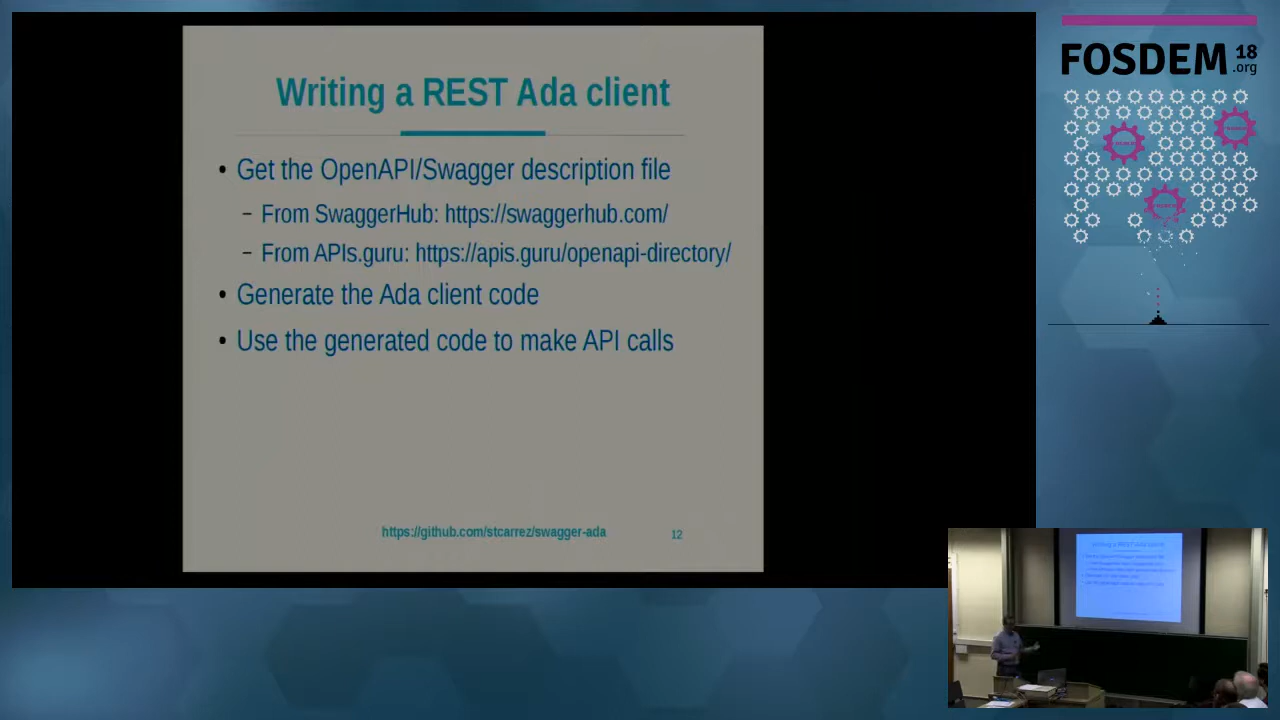 Writing a REST Ada client
• Get the OpenAPI/Swagger description file
– From SwaggerHub: https://swaggerhub.com/
– From APIs.guru: https://apis.guru/openapi-directory/
• Generate the Ada client code
• Use the generated code to make API calls
https://github.com/stcarrez/swagger-ada
12
FOSDEM 18
.org